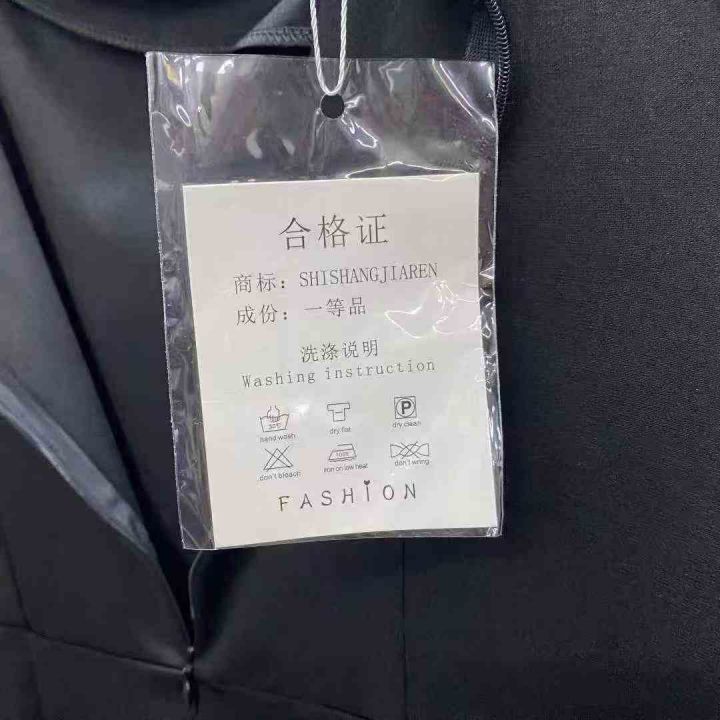 合格证
商标：SHISHANGJIAREN
成份：一等品
洗涤说明
Washing instruction
30℃
hand wash
dry flat
P
dry clean
don't bleach
iron on low heat
don't wring
FASHION